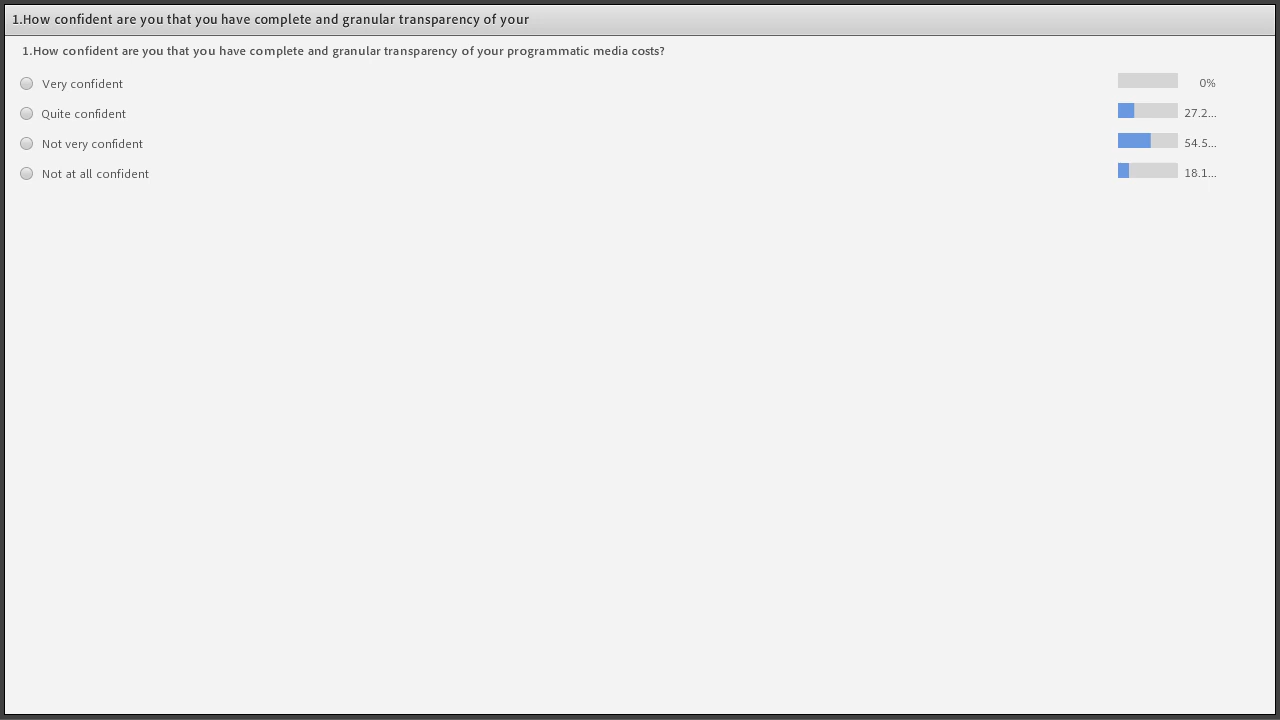 1.How confident are you that you have complete and granular transparency of your
1.How confident are you that you have complete and granular transparency of your programmatic media costs?
Very confident 0%
Quite confident 27.2...
Not very confident 54.5...
Not at all confident 18.1...